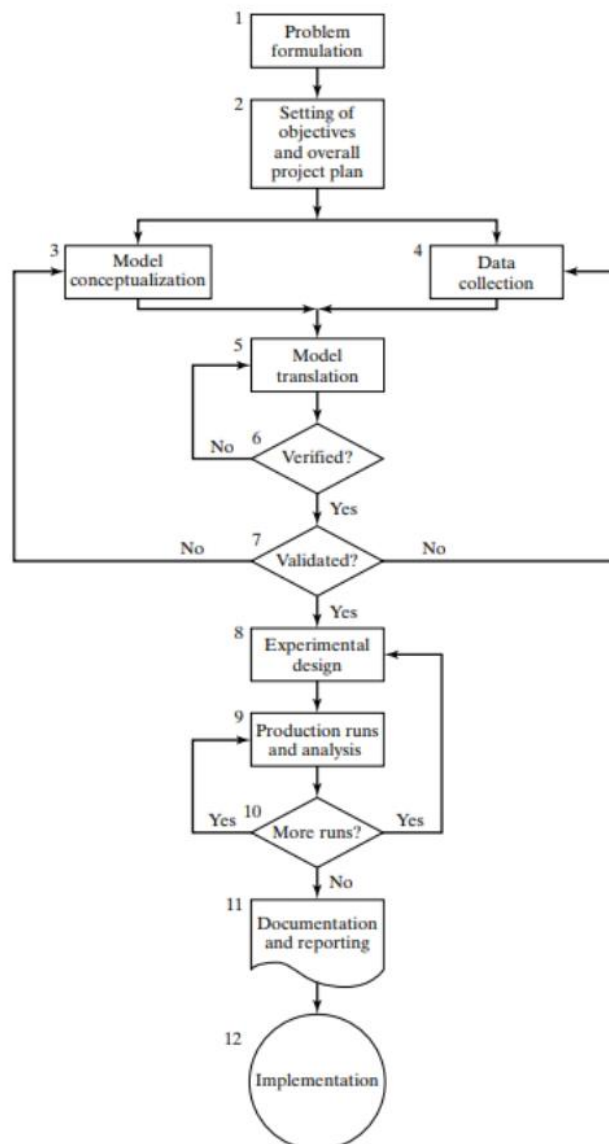 1
Problem
formulation
2
Setting of
objectives
and overall
project plan
3
Model
conceptualization
4
Data
collection
5
Model
translation
6
No
Verified?
Yes
No
7
Validated?
No
Yes
8
Experimental
design
9
Production runs
and analysis
Yes
10
More runs?
Yes
No
11
Documentation
and reporting
12
Implementation